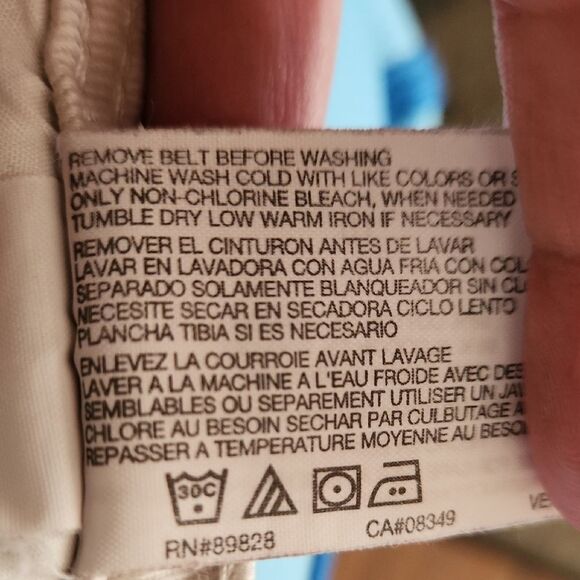 REMOVE BELT BEFORE WASHING
MACHINE WASH COLD WITH LIKE COLORS OR
ONLY NON-CHLORINE BLEACH, WHEN NEEDED
TUMBLE DRY LOW WARM IRON IF NECESSARY
REMOVER EL CINTURON ANTES DE LAVAR
LAVAR EN LAVADORA CON AGUA FRIA CON
SEPARADO SOLAMENTE BLANQUEADOR SIN
NECESITE SECAR EN SECADORA CICLO LENTO
PLANCHA TIBIA SI ES NECESARIO
ENLEVEZ LA COURROIE AVANT LAVAGE
LAVER A LA MACHINE A L'EAU FROIDE AVEC DES
SEMBLABLES OU SEPAREMENT UTILISER UN
CHLORE AU BESOIN SECHAR PAR CULBUTAGE A
REPASSER A TEMPERATURE MOYENNE AU
30C
RN#89828 CA#08349